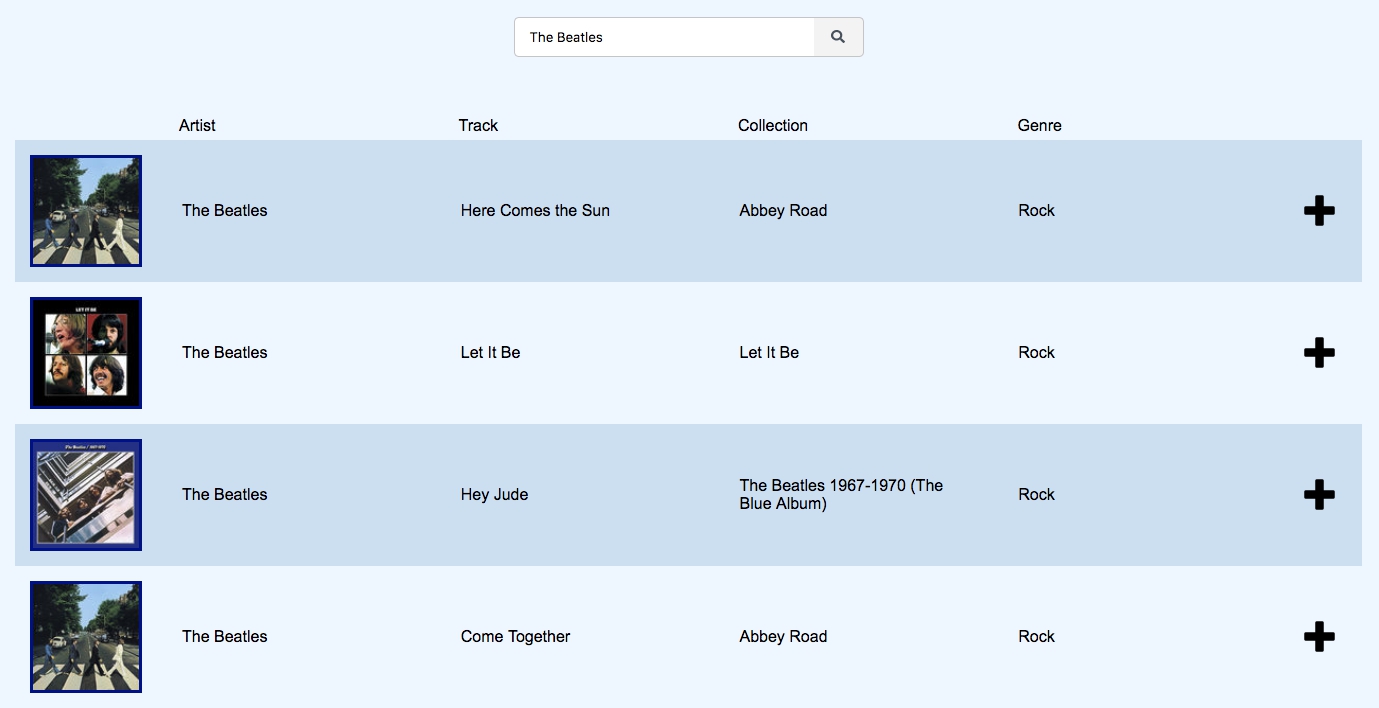 The Beatles
Artist Track Collection Genre
The Beatles Here Comes the Sun Abbey Road Rock
LET IT BE
The Beatles Let It Be Let It Be Rock
The Beatles / 1967-1970
The Beatles Hey Jude The Beatles 1967-1970 (The
Blue Album) Rock
The Beatles Come Together Abbey Road Rock